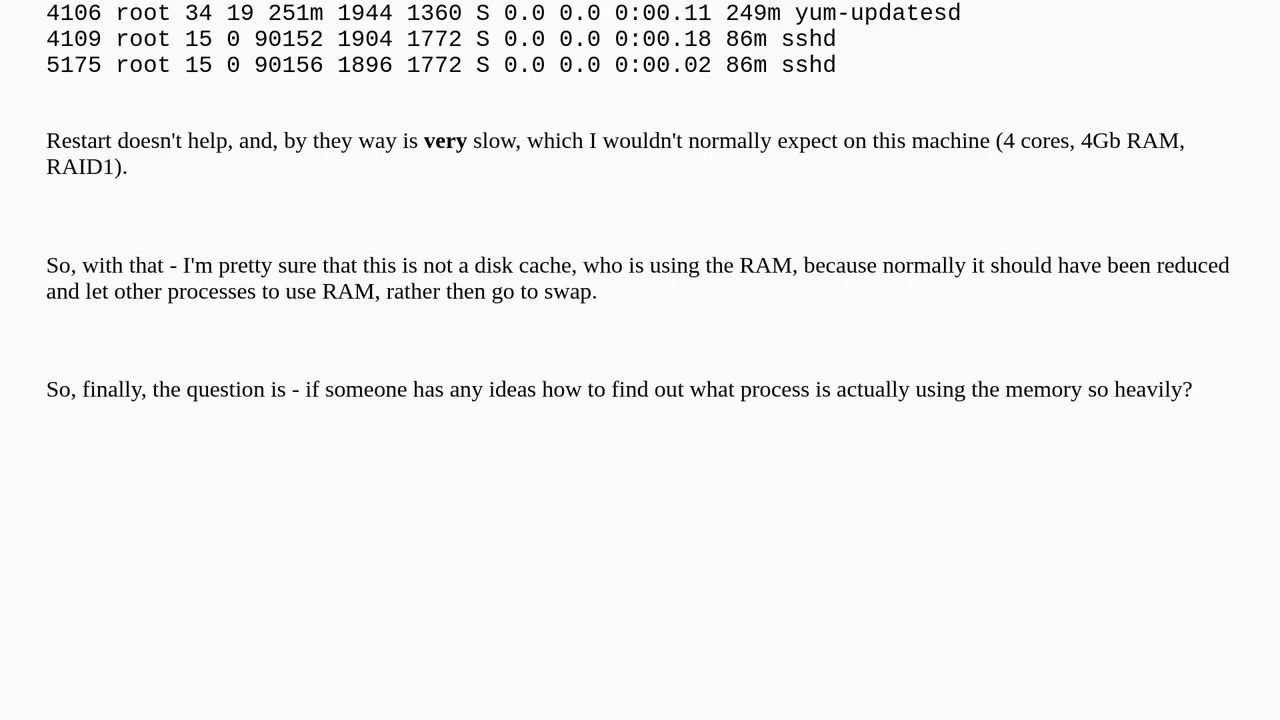 4106 root 34 19 251m 1944 1360 S 0.0 0.0 0:00.11 249m yum-updatesd
4109 root 15 0 90152 1904 1772 S 0.0 0.0 0:00.18 86m sshd
5175 root 15 0 90156 1896 1772 S 0.0 0.0 0:00.02 86m sshd
Restart doesn't help, and, by they way is very slow, which I wouldn't normally expect on this machine (4 cores, 4Gb RAM,
RAID1).
So, with that - I'm pretty sure that this is not a disk cache, who is using the RAM, because normally it should have been reduced
and let other processes to use RAM, rather then go to swap.
So, finally, the question is - if someone has any ideas how to find out what process is actually using the memory so heavily?